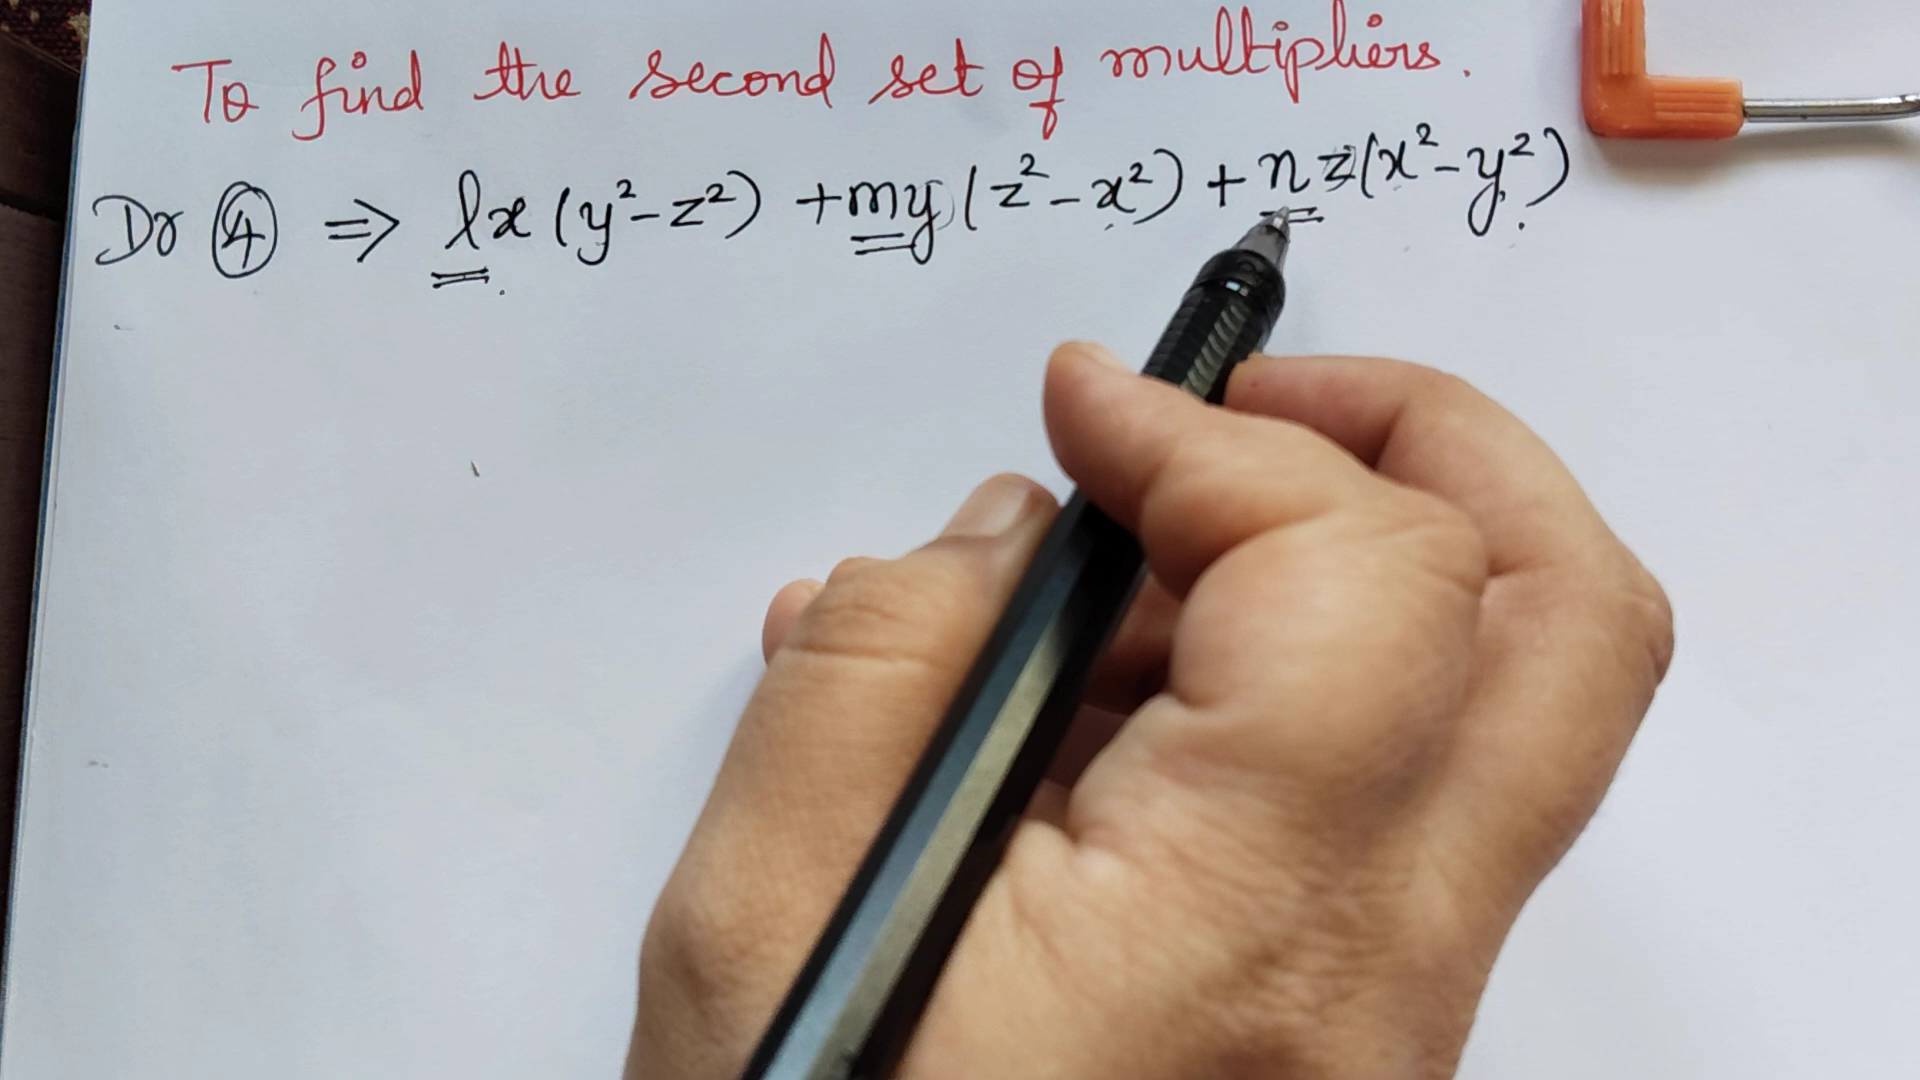 To find the second set of multipliers.
Dr ④ ⇒ lx (y²-z²) +my (z²-x²) + nz(x²-y²)